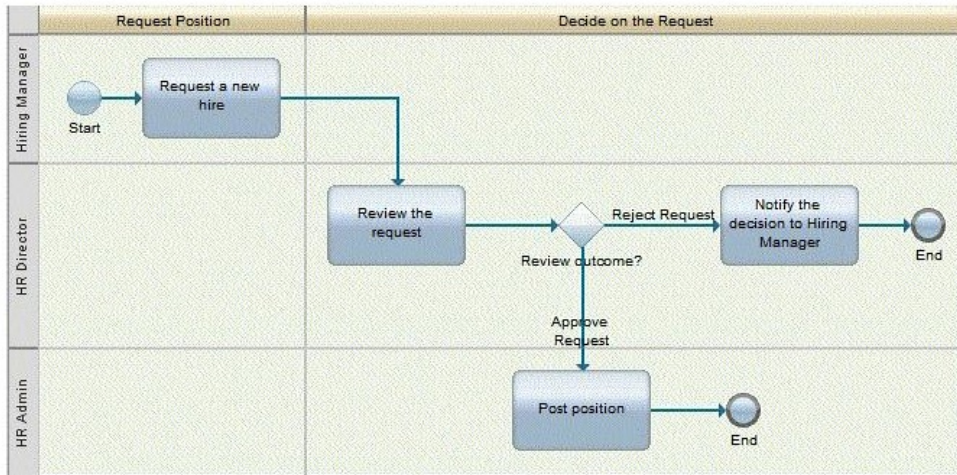 Request Position
Decide on the Request
Hiring Manager
Request a new
hire
Start
HR Director
Review the
request
Review outcome?
Reject Request
Notify the
decision to Hiring
Manager
End
Approve
Request
HR Admin
Post position
End